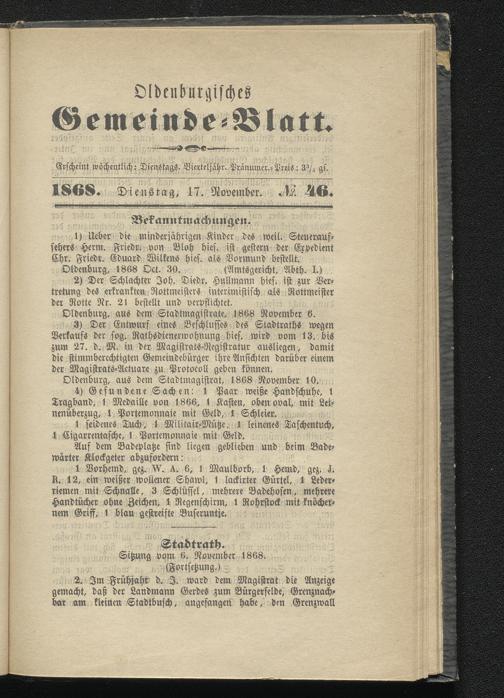 Oldenburgisches
Gemeinde-Blatt.
Erscheint wöchentlich: Dienstags. Vierteljähr. Pränumer.-Preis: 3¾ gs.
1868. Dienstag, 17. November. № 46.
Bekanntmachungen.
1) Ueber die minderjährigen Kinder des weil. Steuerauf-
sehers Herm. Friedr. von Bloh hies. ist gestern der Expedient
Chr. Friedr. Eduard Wilkens hies. als Vormund bestellt.
Oldenburg, 1868 Oct. 30. (Amtsgericht, Abth. I.)
2) Der Schlachter Joh. Diedr. Hullmann hies. ist zur Ver-
tretung des erkrankten Rottmeisters interimistisch als Rottmeister
der Rotte Nr. 21 bestellt und verpflichtet.
Oldenburg, aus dem Stadtmagistrate, 1868 November 6.
3) Der Entwurf eines Beschlusses des Stadtraths wegen
Verkaufs der sog. Rathsdienerwohnung hies. wird vom 13. bis
zum 27. d. M. in der Magistrats-Registratur ausliegen, damit
die stimmberechtigten Gemeindebürger ihre Ansichten darüber einem
der Magistrats-Actuare zu Protocoll geben können.
Oldenburg, aus dem Stadtmagistrat, 1868 November 10.
4) Gefundene Sachen: 1 Paar weiße Handschuhe, 1
Tragband, 1 Medaille von 1866, 1 Kasten, oben oval, mit Lei-
nenüberzug, 1 Portemonnaie mit Geld, 1 Schleier.
1 seidenes Tuch, 1 Militair-Mütze, 1 leinenes Taschentuch,
1 Cigarrentasche, 1 Portemonnaie mit Geld.
Auf dem Badeplatze sind liegen geblieben und beim Bade-
wärter Klockgeter abzufordern:
1 Vorhemd, gez. W. A. 6, 1 Maulkorb, 1 Hemd, gez. J.
R. 12, ein weißer wollener Shawl, 1 lackirter Gürtel, 1 Leder-
riemen mit Schnalle, 3 Schlüssel, mehrere Badehosen, mehrere
Handtücher ohne Zeichen, 1 Regenschirm, 1 Rohrstock mit knöcher-
nem Griff, 1 blau gestreifte Buseruntje.
Stadtrath.
Sitzung vom 6. November 1868.
(Fortsetzung.)
2. Im Frühjahr d. J. ward dem Magistrat die Anzeige
gemacht, daß der Landmann Gerdes zum Bürgerfelde, Grenznach-
bar am kleinen Stadtbusch, angefangen habe, den Grenzwall